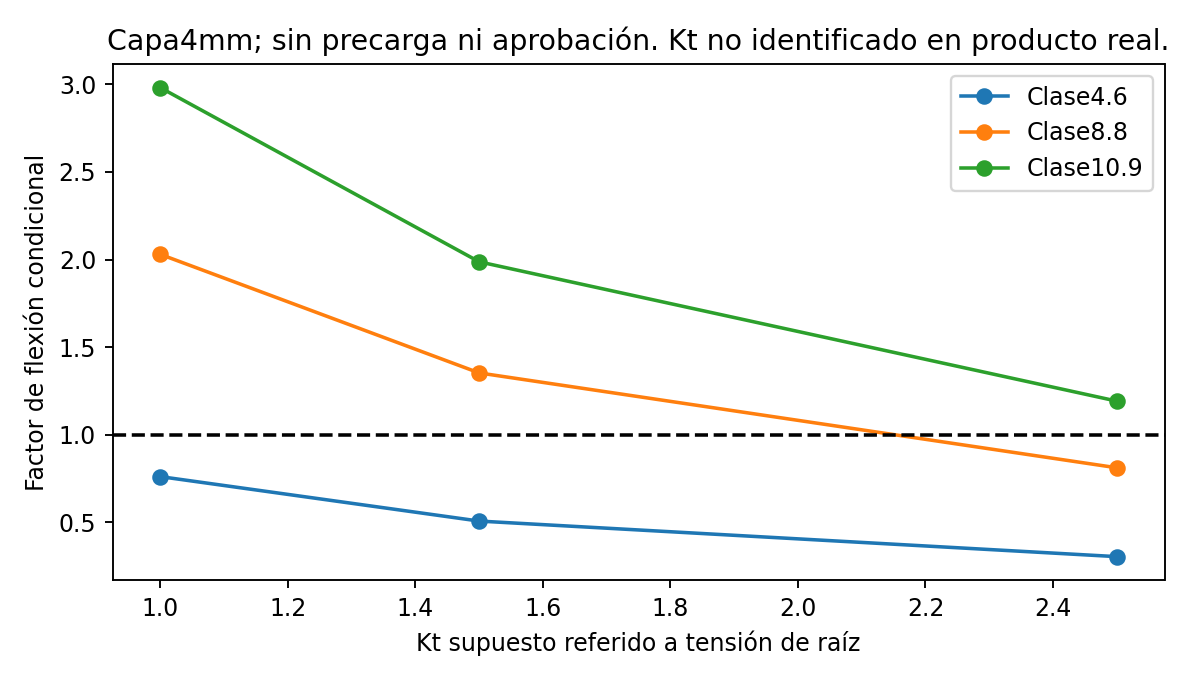 Capa4mm; sin precarga ni aprobación. Kt no identificado en producto real.
Clase4.6
Clase8.8
Clase10.9
Factor de flexión condicional
3.0
2.5
2.0
1.5
1.0
0.5
1.0 1.2 1.4 1.6 1.8 2.0 2.2 2.4
Kt supuesto referido a tensión de raíz